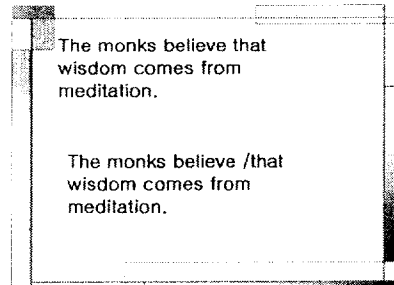 The monks believe that
wisdom comes from
meditation.
The monks believe /that
wisdom comes from
meditation.